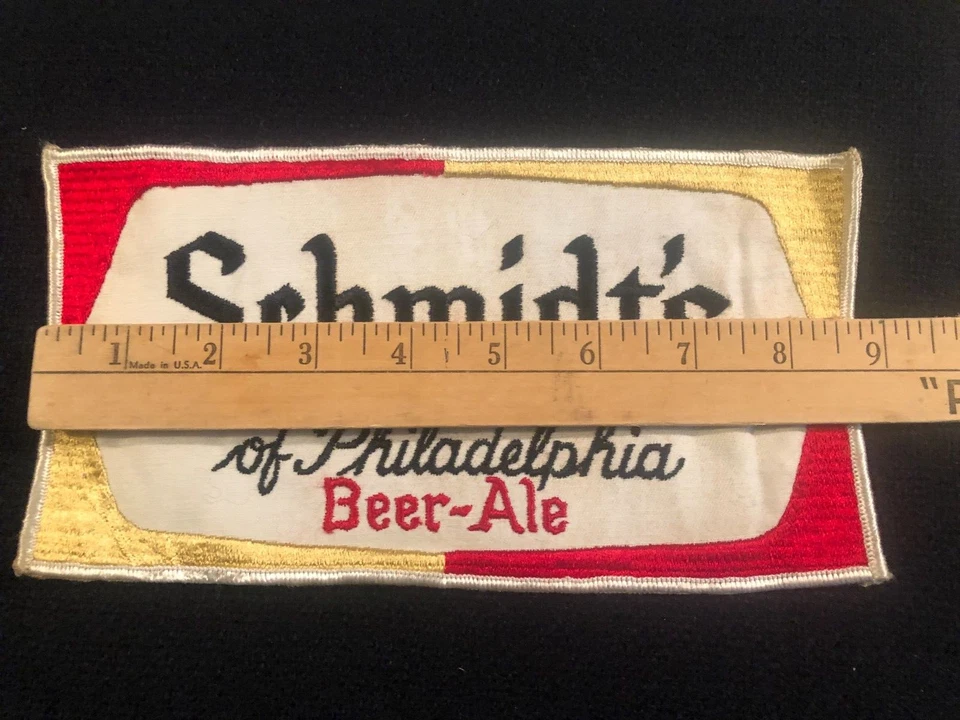 Schmidt's
1 2 3 4 5 6 7 8 9
Made in U.S.A.
of Philadelphia
Beer-Ale